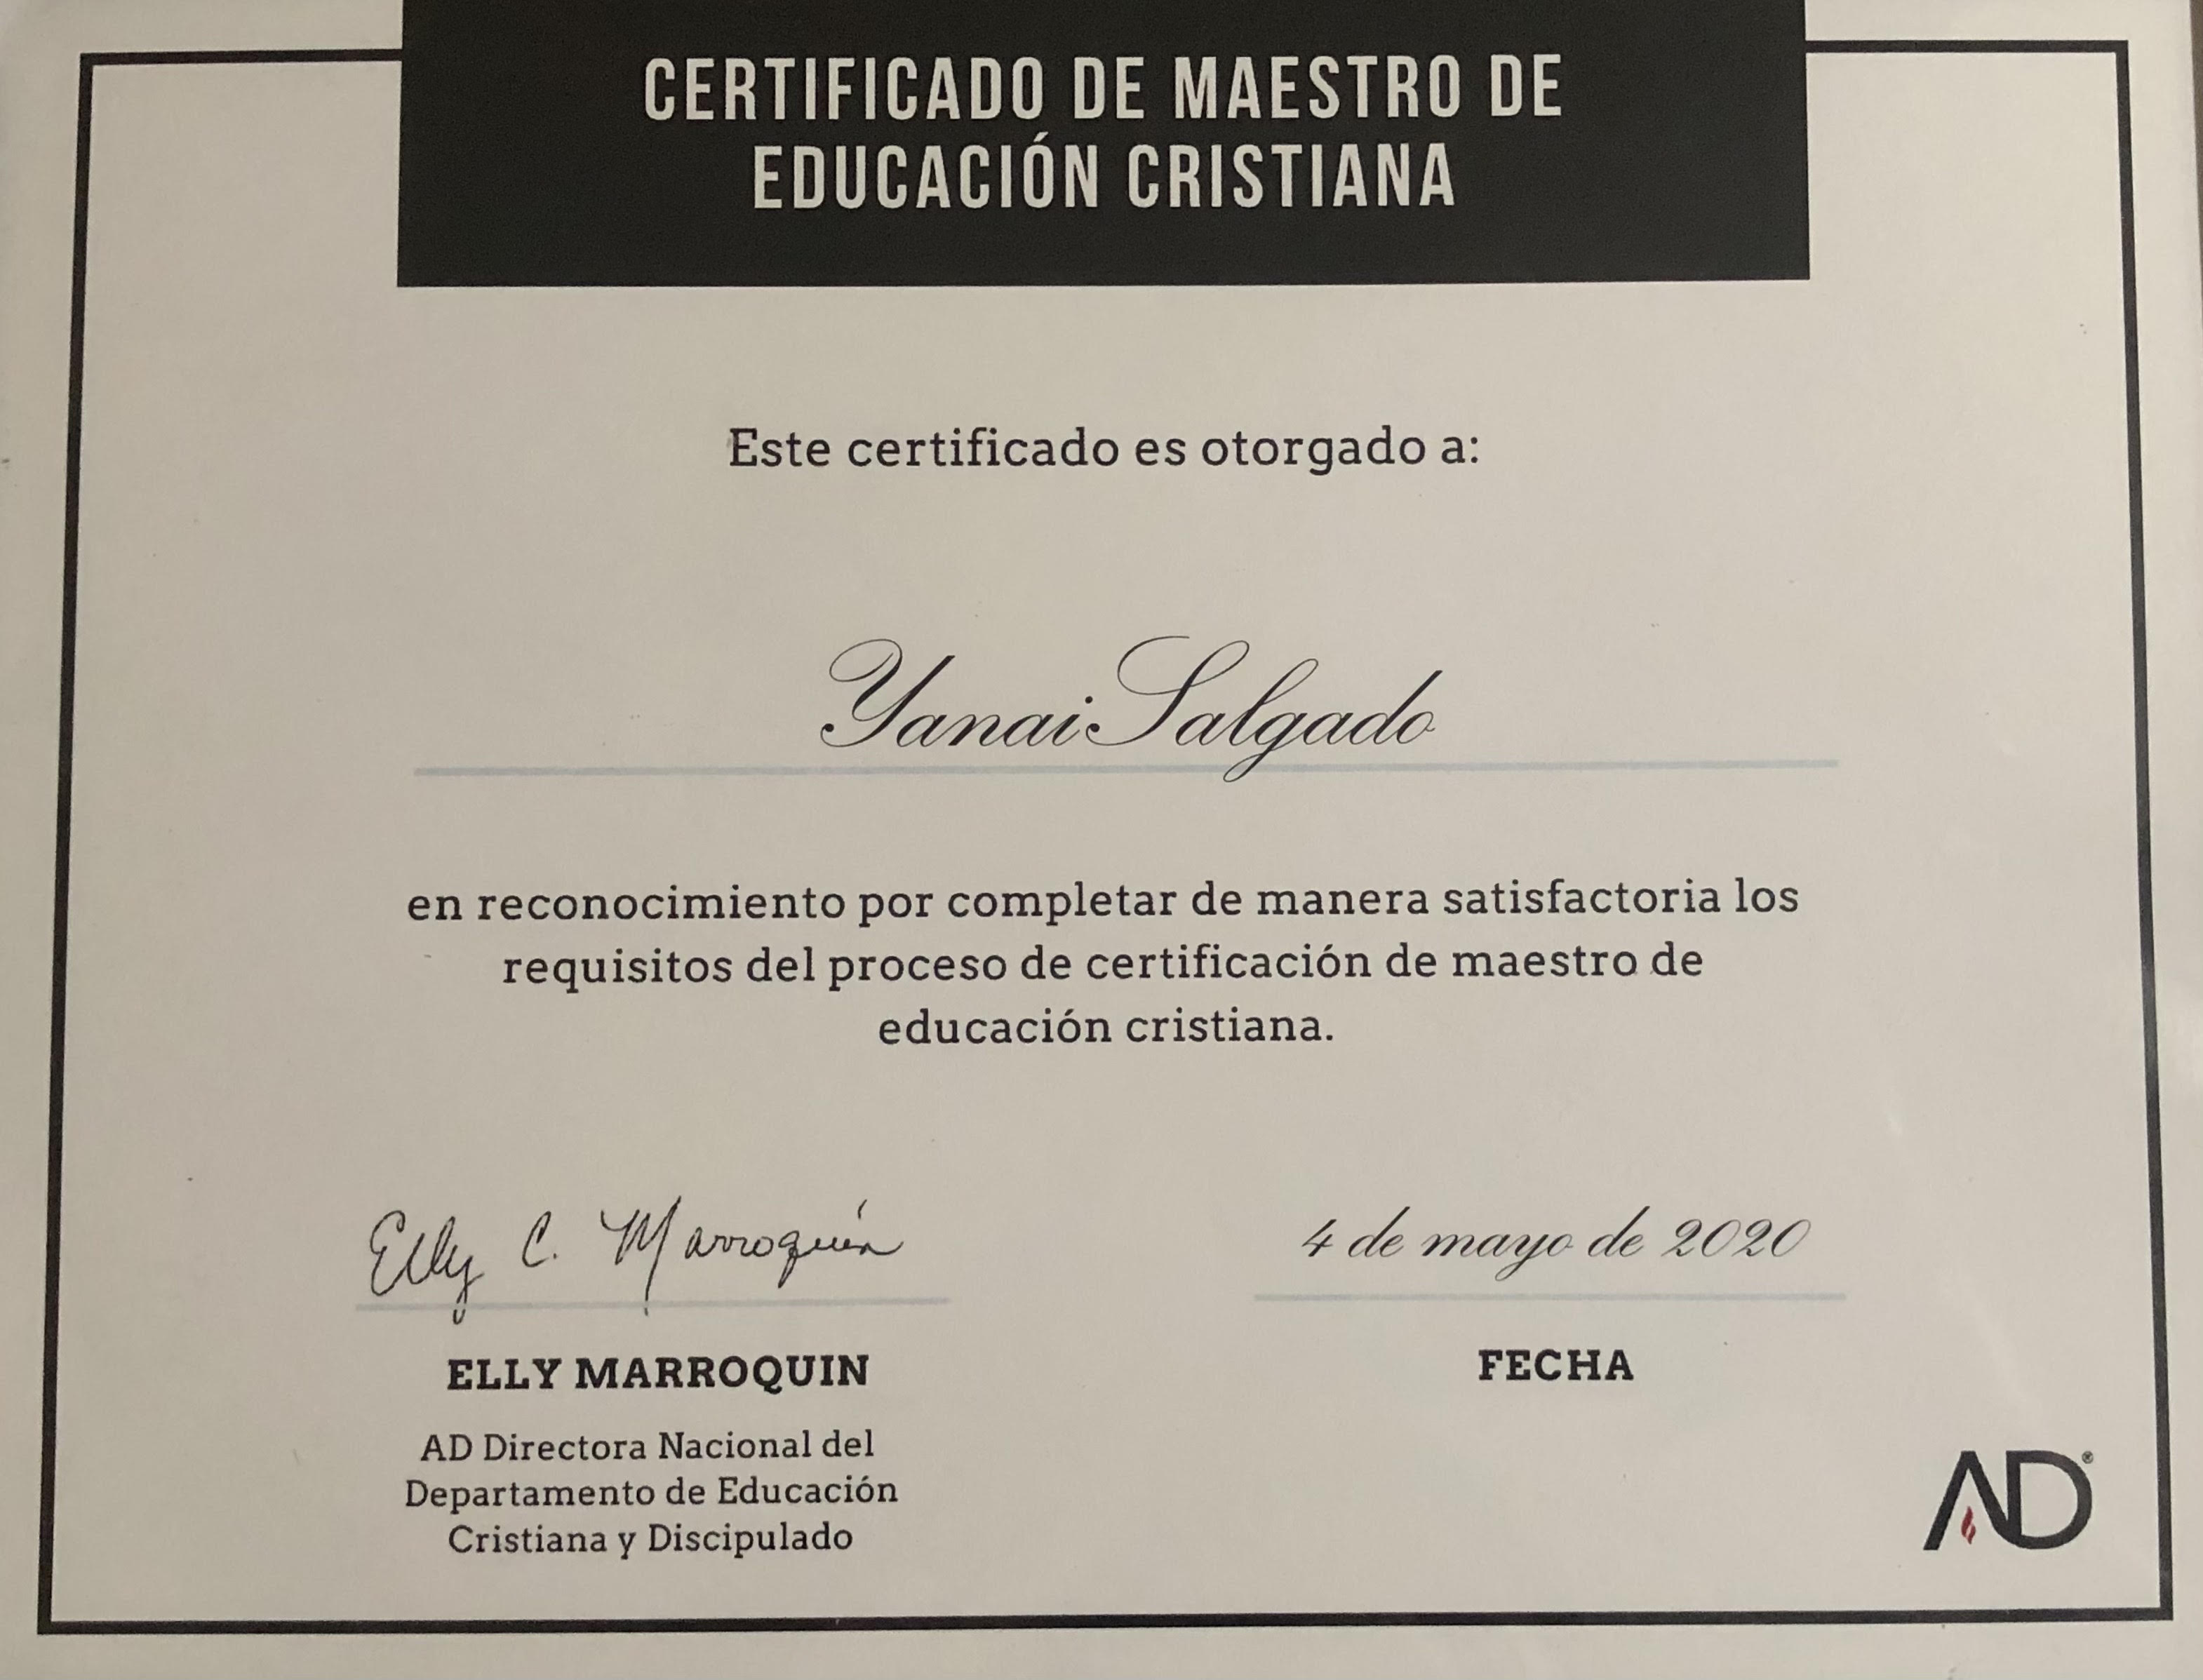 CERTIFICADO DE MAESTRO DE
EDUCACIÓN CRISTIANA
Este certificado es otorgado a:
Yanai Salgado
en reconocimiento por completar de manera satisfactoria los
requisitos del proceso de certificación de maestro de
educación cristiana.
Elly C. Marroquín
4 de mayo de 2020
ELLY MARROQUIN
FECHA
AD Directora Nacional del
Departamento de Educación
Cristiana y Discipulado
AD®